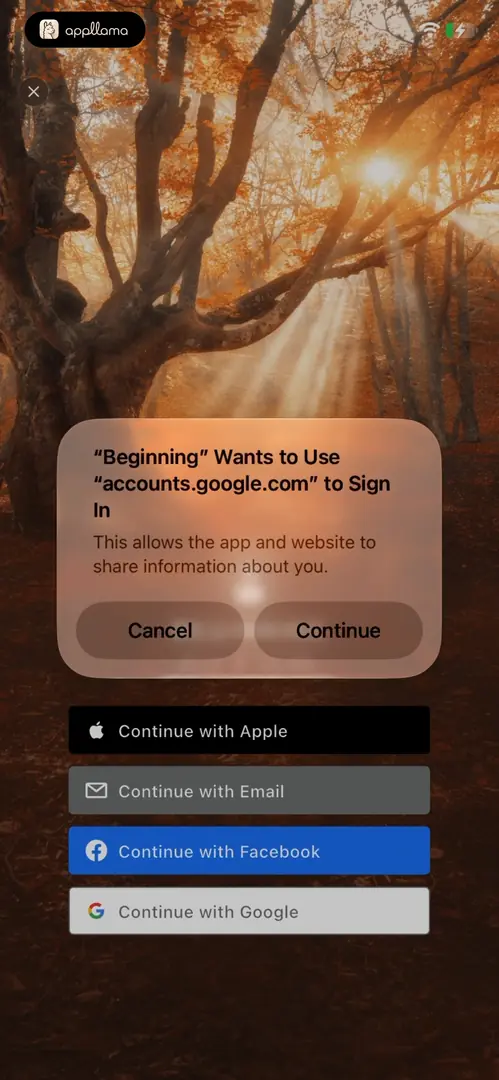 appllama
“Beginning” Wants to Use
“accounts.google.com” to Sign
In
This allows the app and website to
share information about you.
Cancel
Continue
Continue with Apple
Continue with Email
Continue with Facebook
Continue with Google